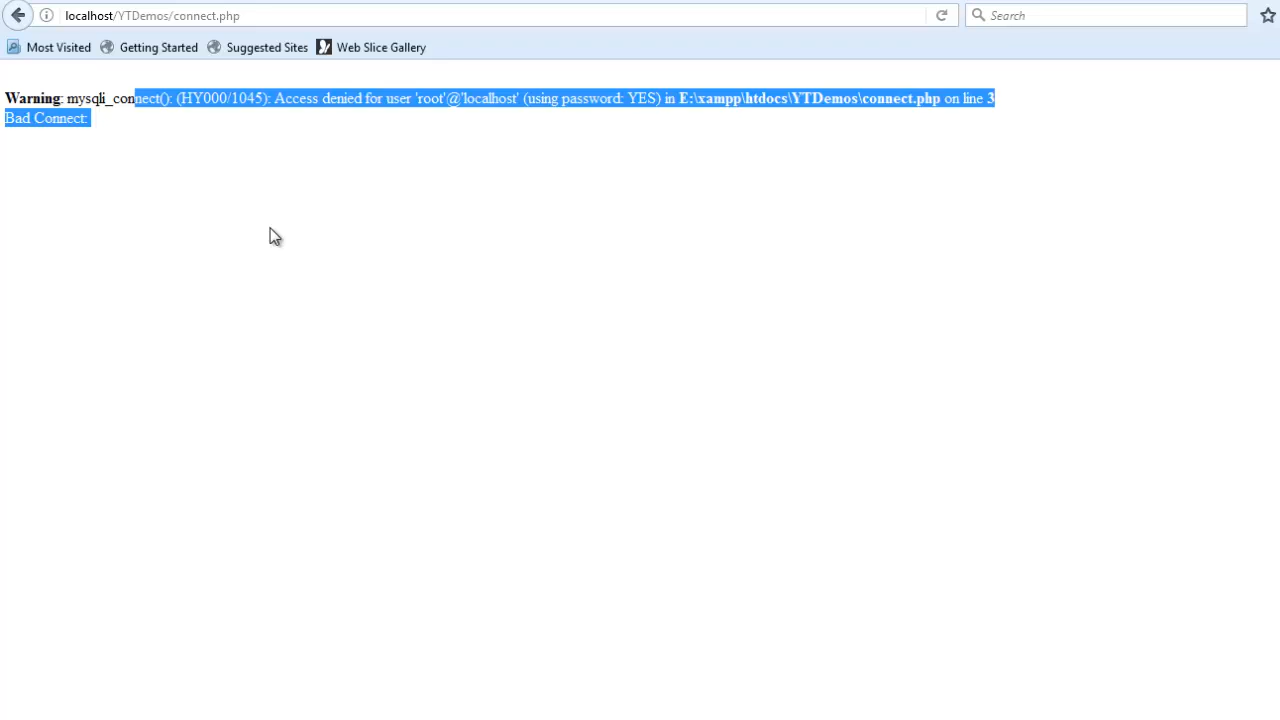 localhost/YTDemos/connect.php
Search
Most Visited Getting Started Suggested Sites Web Slice Gallery
Warning: mysqli_connect(): (HY000/1045): Access denied for user 'root'@'localhost' (using password: YES) in E:\xampp\htdocs\YTDemos\connect.php on line 3
Bad Connect: